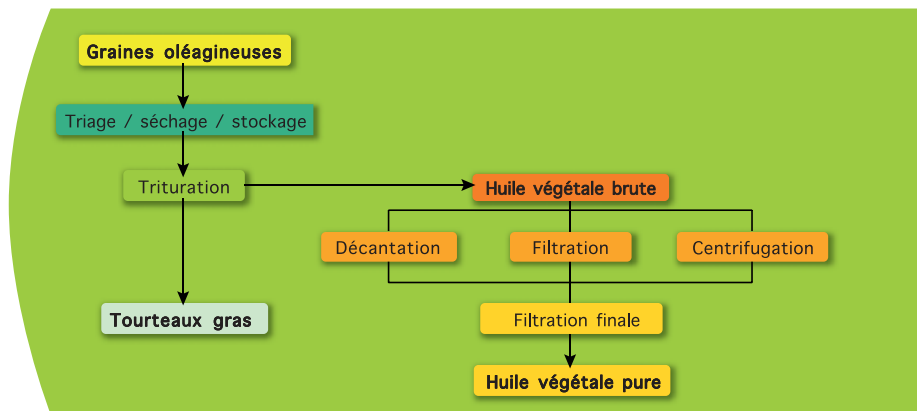 Graines oléagineuses
Triage / séchage / stockage
Trituration
Huile végétale brute
Décantation
Filtration
Centrifugation
Tourteaux gras
Filtration finale
Huile végétale pure